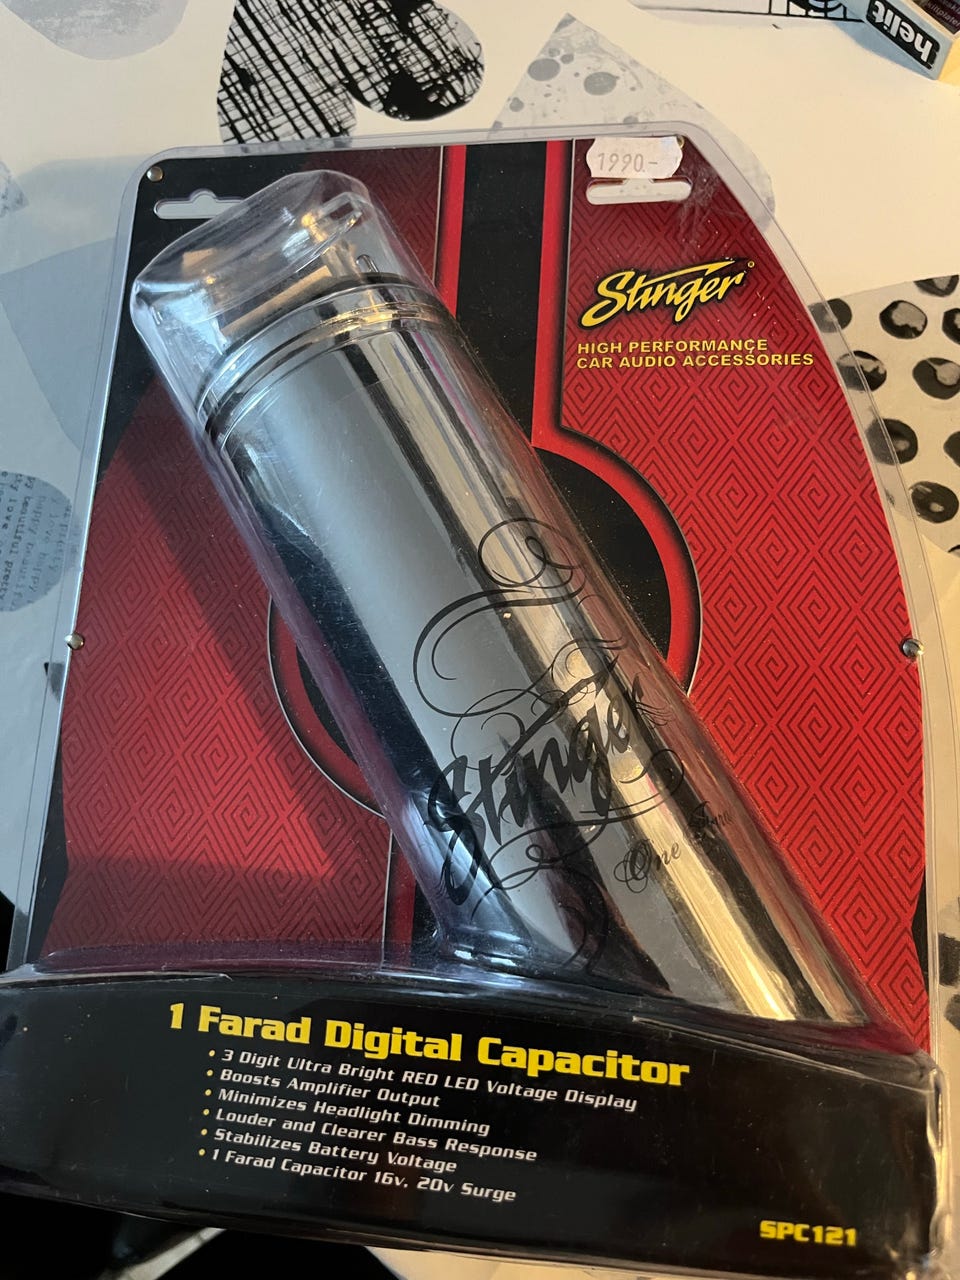 helit
1990.-
Stinger
HIGH PERFORMANCE
CAR AUDIO ACCESSORIES
Stinger
One Farad
1 Farad Digital Capacitor
• 3 Digit Ultra Bright RED LED Voltage Display
• Boosts Amplifier Output
• Minimizes Headlight Dimming
• Louder and Clearer Bass Response
• Stabilizes Battery Voltage
• 1 Farad Capacitor 16v, 20v Surge
SPC121